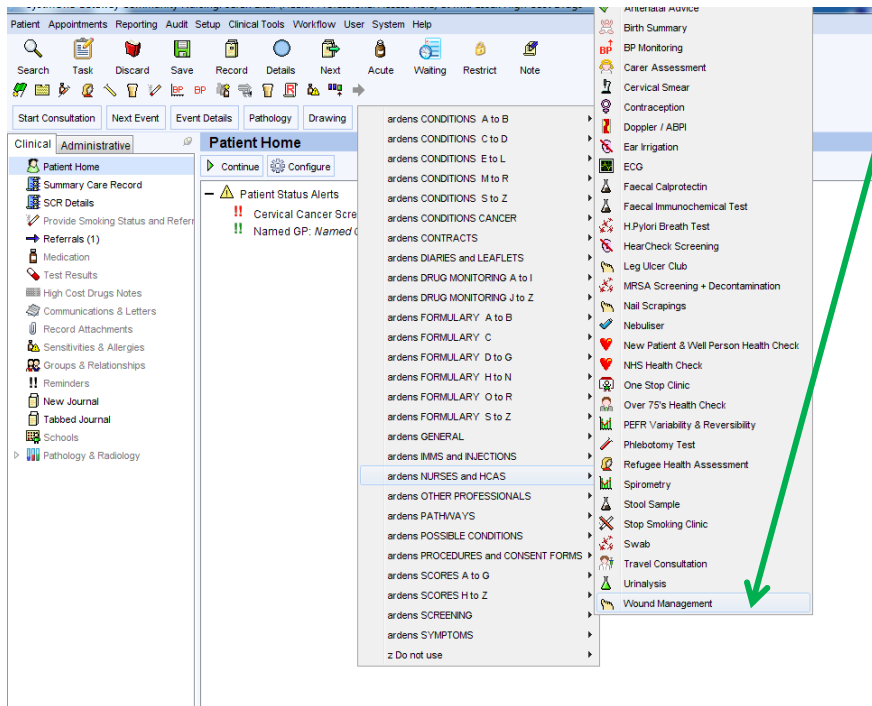 Antenatal Advice
Patient Appointments Reporting Audit Setup Clinical Tools Workflow User System Help
Search Task Discard Save Record Details Next Acute Waiting Restrict Note
BP BP R
Start Consultation Next Event Event Details Pathology Drawing
Clinical Administrative
Patient Home
Summary Care Record
SCR Details
Provide Smoking Status and Referr
Referrals (1)
Medication
Test Results
High Cost Drugs Notes
Communications & Letters
Record Attachments
Sensitivities & Allergies
Groups & Relationships
Reminders
New Journal
Tabbed Journal
Schools
Pathology & Radiology
Patient Home
Continue Configure
Patient Status Alerts
Cervical Cancer Scre
Named GP: Named
ardens CONDITIONS A to B
ardens CONDITIONS C to D
ardens CONDITIONS E to L
ardens CONDITIONS M to R
ardens CONDITIONS S to Z
ardens CONDITIONS CANCER
ardens CONTRACTS
ardens DIARIES and LEAFLETS
ardens DRUG MONITORING A to I
ardens DRUG MONITORING J to Z
ardens FORMULARY A to B
ardens FORMULARY C
ardens FORMULARY D to G
ardens FORMULARY H to N
ardens FORMULARY O to R
ardens FORMULARY S to Z
ardens GENERAL
ardens IMMS and INJECTIONS
ardens NURSES and HCAS
ardens OTHER PROFESSIONALS
ardens PATHWAYS
ardens POSSIBLE CONDITIONS
ardens PROCEDURES and CONSENT FORMS
ardens SCORES A to G
ardens SCORES H to Z
ardens SCREENING
ardens SYMPTOMS
z Do not use
Birth Summary
BP BP Monitoring
Carer Assessment
Cervical Smear
Contraception
Doppler / ABPI
Ear Irrigation
ECG
Faecal Calprotectin
Faecal Immunochemical Test
H.Pylori Breath Test
HearCheck Screening
Leg Ulcer Club
MRSA Screening + Decontamination
Nail Scrapings
Nebuliser
New Patient & Well Person Health Check
NHS Health Check
One Stop Clinic
Over 75's Health Check
PEFR Variability & Reversibility
Phlebotomy Test
Refugee Health Assessment
Spirometry
Stool Sample
Stop Smoking Clinic
Swab
Travel Consultation
Urinalysis
Wound Management